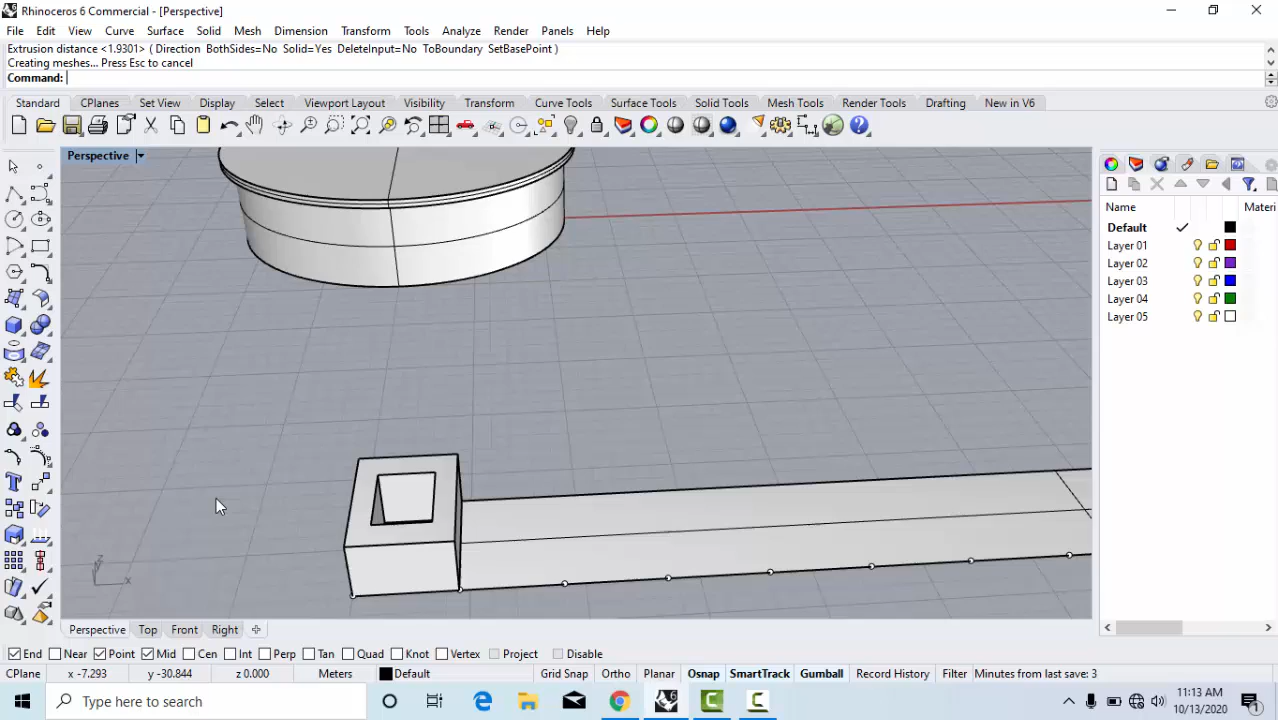 Rhinoceros 6 Commercial - [Perspective]
File Edit View Curve Surface Solid Mesh Dimension Transform Tools Analyze Render Panels Help
Extrusion distance <1.9301> ( Direction BothSides=No Solid=Yes DeleteInput=No ToBoundary SetBasePoint )
Creating meshes... Press Esc to cancel
Command:
Standard CPlanes Set View Display Select Viewport Layout Visibility Transform Curve Tools Surface Tools Solid Tools Mesh Tools Render Tools Drafting New in V6
Perspective
Name Materi
Default
Layer 01
Layer 02
Layer 03
Layer 04
Layer 05
z
x
Perspective Top Front Right
End Near Point Mid Cen Int Perp Tan Quad Knot Vertex Project Disable
CPlane x -7.293 y -30.844 z 0.000 Meters Default Grid Snap Ortho Planar Osnap SmartTrack Gumball Record History Filter Minutes from last save: 3
Type here to search
11:13 AM
10/13/2020